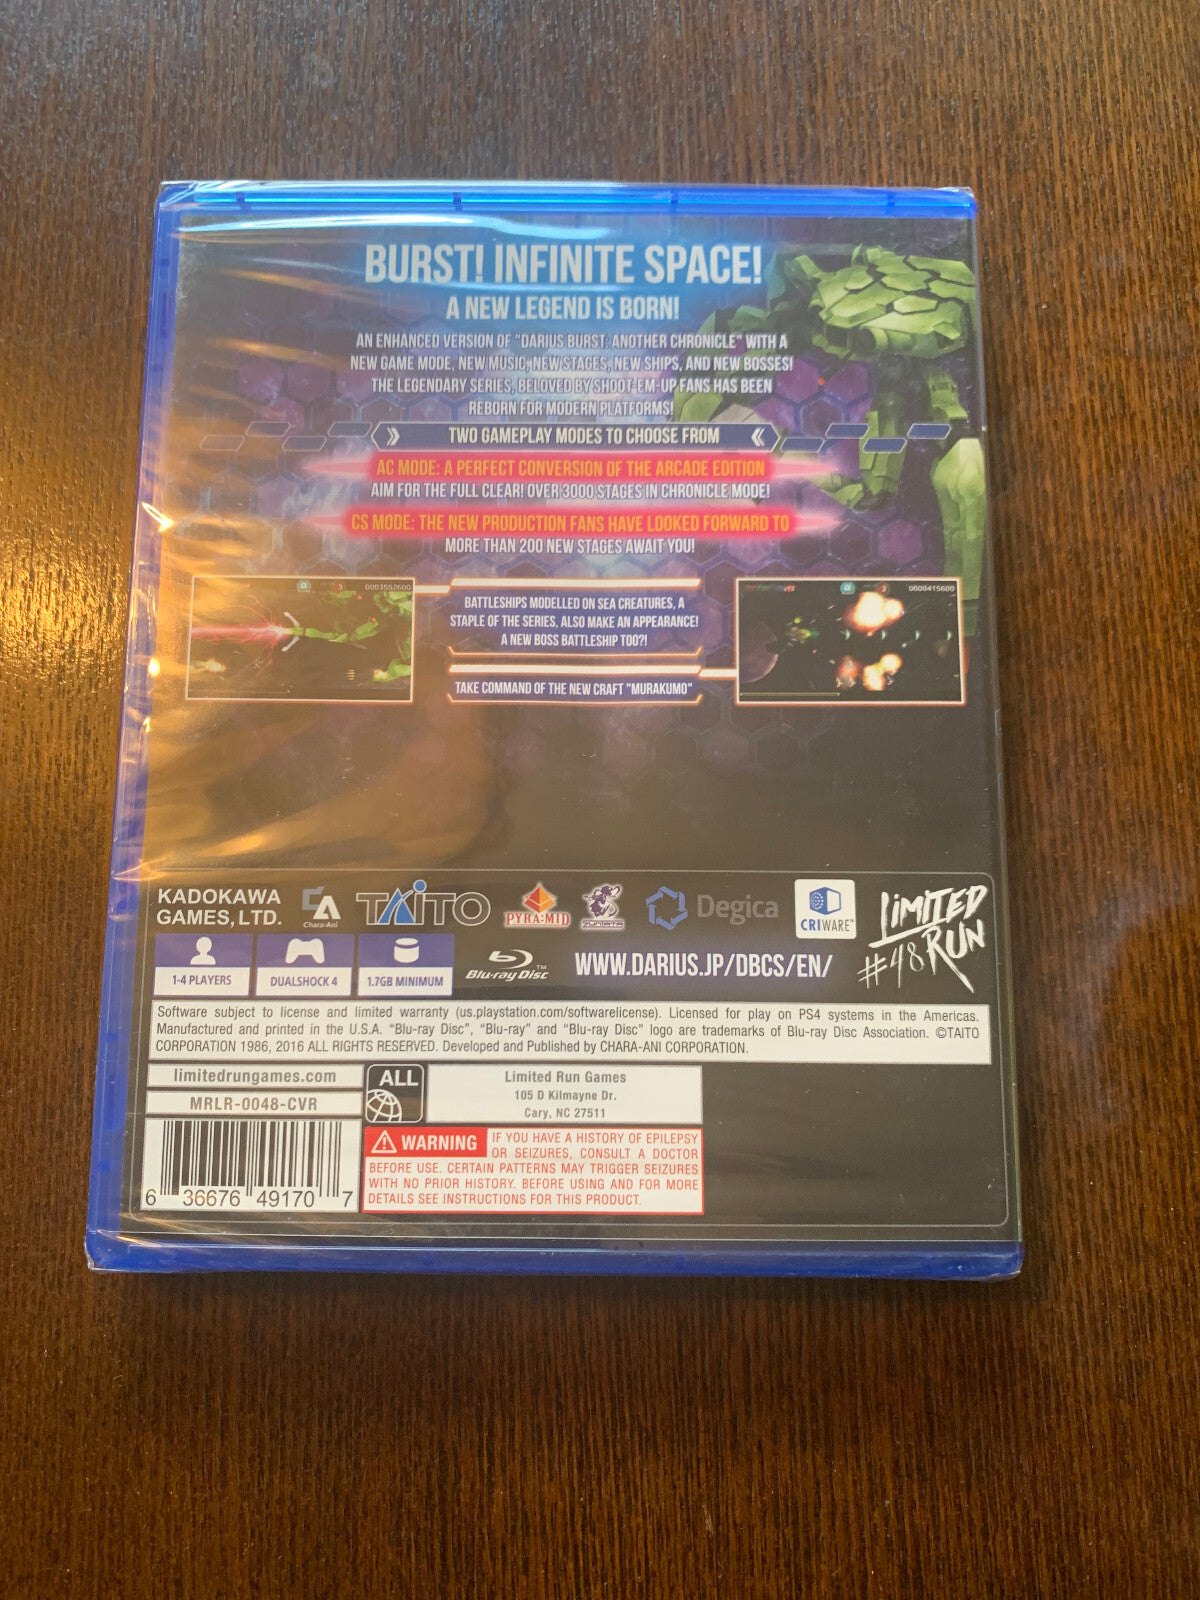 BURST! INFINITE SPACE!
A NEW LEGEND IS BORN!
AN ENHANCED VERSION OF "DARIUS BURST: ANOTHER CHRONICLE" WITH A
NEW GAME MODE, NEW MUSIC, NEW STAGES, NEW SHIPS, AND NEW BOSSES!
THE LEGENDARY SERIES, BELOVED BY SHOOT-EM-UP FANS HAS BEEN
REBORN FOR MODERN PLATFORMS!
TWO GAMEPLAY MODES TO CHOOSE FROM
AC MODE: A PERFECT CONVERSION OF THE ARCADE EDITION
AIM FOR THE FULL CLEAR! OVER 3000 STAGES IN CHRONICLE MODE!
CS MODE: THE NEW PRODUCTION FANS HAVE LOOKED FORWARD TO
MORE THAN 200 NEW STAGES AWAIT YOU!
0003552600
BATTLESHIPS MODELLED ON SEA CREATURES, A
STAPLE OF THE SERIES, ALSO MAKE AN APPEARANCE!
A NEW BOSS BATTLESHIP TOO?!
TAKE COMMAND OF THE NEW CRAFT "MURAKUMO"
0000415600
KADOKAWA
GAMES, LTD.
CA
Chara-Ani
TAITO
PYRA:MID
ZUNTATA
Degica
CRIWARE™
LIMITED
RUN
#48
1-4 PLAYERS
DUALSHOCK 4
1.7GB MINIMUM
Blu-ray Disc™
WWW.DARIUS.JP/DBCS/EN/
Software subject to license and limited warranty (us.playstation.com/softwarelicense). Licensed for play on PS4 systems in the Americas.
Manufactured and printed in the U.S.A. "Blu-ray Disc", "Blu-ray" and "Blu-ray Disc" logo are trademarks of Blu-ray Disc Association. ©TAITO
CORPORATION 1986, 2016 ALL RIGHTS RESERVED. Developed and Published by CHARA-ANI CORPORATION.
limitedrungames.com
MRLR-0048-CVR
ALL
Limited Run Games
105 D Kilmayne Dr.
Cary, NC 27511
WARNING IF YOU HAVE A HISTORY OF EPILEPSY
OR SEIZURES, CONSULT A DOCTOR
BEFORE USE. CERTAIN PATTERNS MAY TRIGGER SEIZURES
WITH NO PRIOR HISTORY. BEFORE USING AND FOR MORE
DETAILS SEE INSTRUCTIONS FOR THIS PRODUCT.
6 36676 49170 7